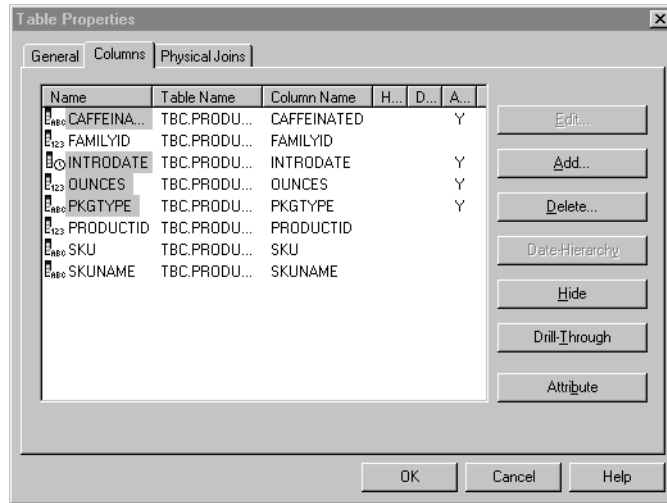 Table Properties
General Columns Physical Joins
Name Table Name Column Name H... D... A...
CAFFEINA... TBC.PRODU... CAFFEINATED Y
FAMILYID TBC.PRODU... FAMILYID
INTRODATE TBC.PRODU... INTRODATE Y
OUNCES TBC.PRODU... OUNCES Y
PKGTYPE TBC.PRODU... PKGTYPE Y
PRODUCTID TBC.PRODU... PRODUCTID
SKU TBC.PRODU... SKU
SKUNAME TBC.PRODU... SKUNAME
Edit...
Add...
Delete...
Date-Hierarchy
Hide
Drill-Through
Attribute
OK Cancel Help